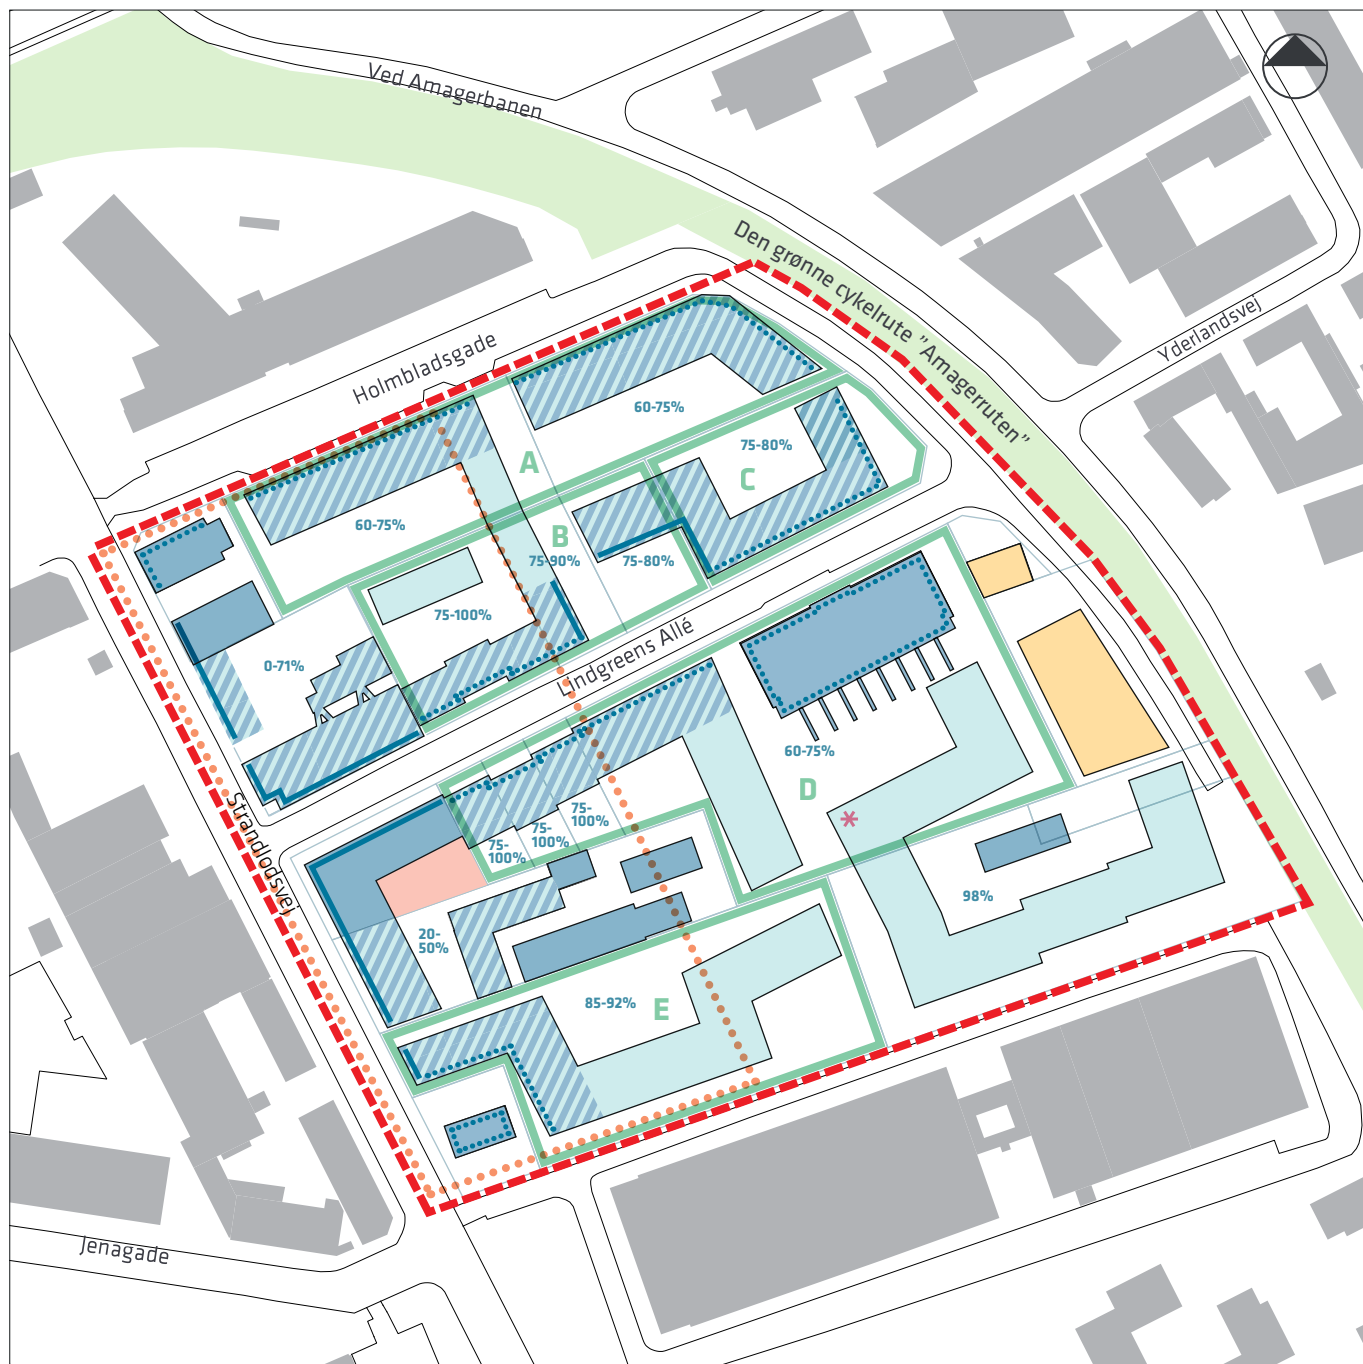 Ved Amagerbanen
Den grønne cykelrute "Amagerruten"
Yderlandsvej
Holmbladsgade
60-75%
75-80%
A
C
60-75%
B
75-90%
75-80%
75-100%
0-71%
Lindgreens Allé
60-75%
D
Strandlodsvej
75-
100%
75-
100%
75-
100%
*
98%
20-
50%
85-92%
E
Jenagade